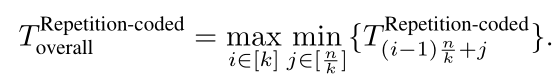 $T_{\text{overall}}^{\text{Repetition-coded}} = \max_{i \in [k]} \min_{j \in [\frac{n}{k}]} \{T_{(i-1)\frac{n}{k}+j}^{\text{Repetition-coded}}\}.$